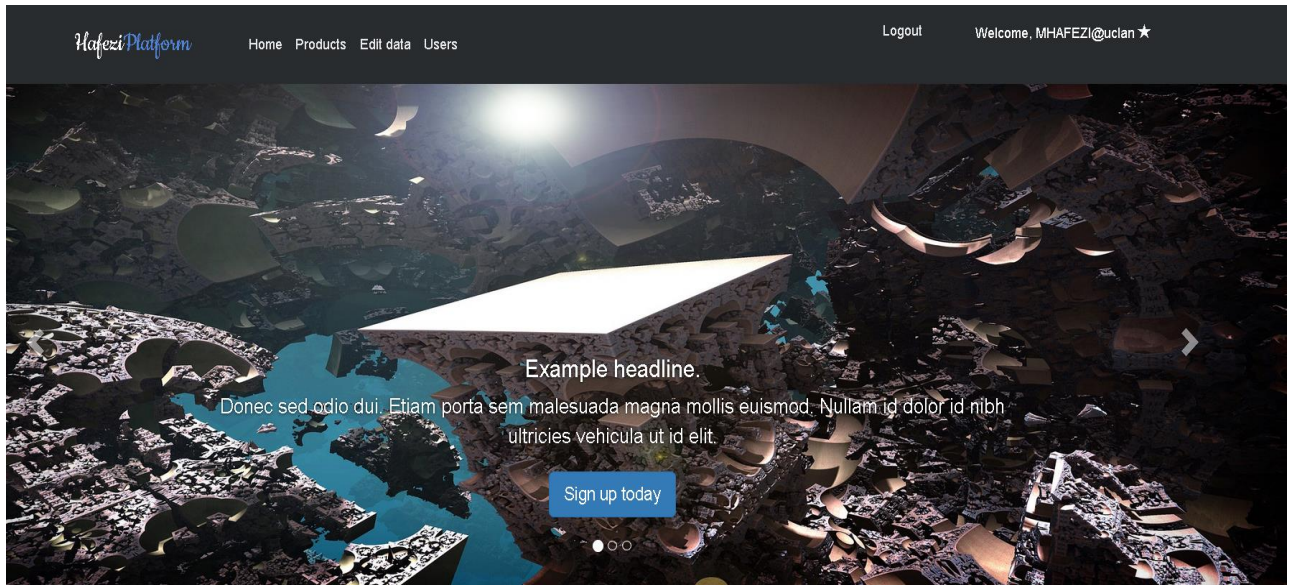 HafeziPlatform Home Products Edit data Users Logout Welcome, MHAFEZI@uclan ★
Example headline.
Donec sed odio dui. Etiam porta sem malesuada magna mollis euismod. Nullam id dolor id nibh
ultricies vehicula ut id elit.
Sign up today